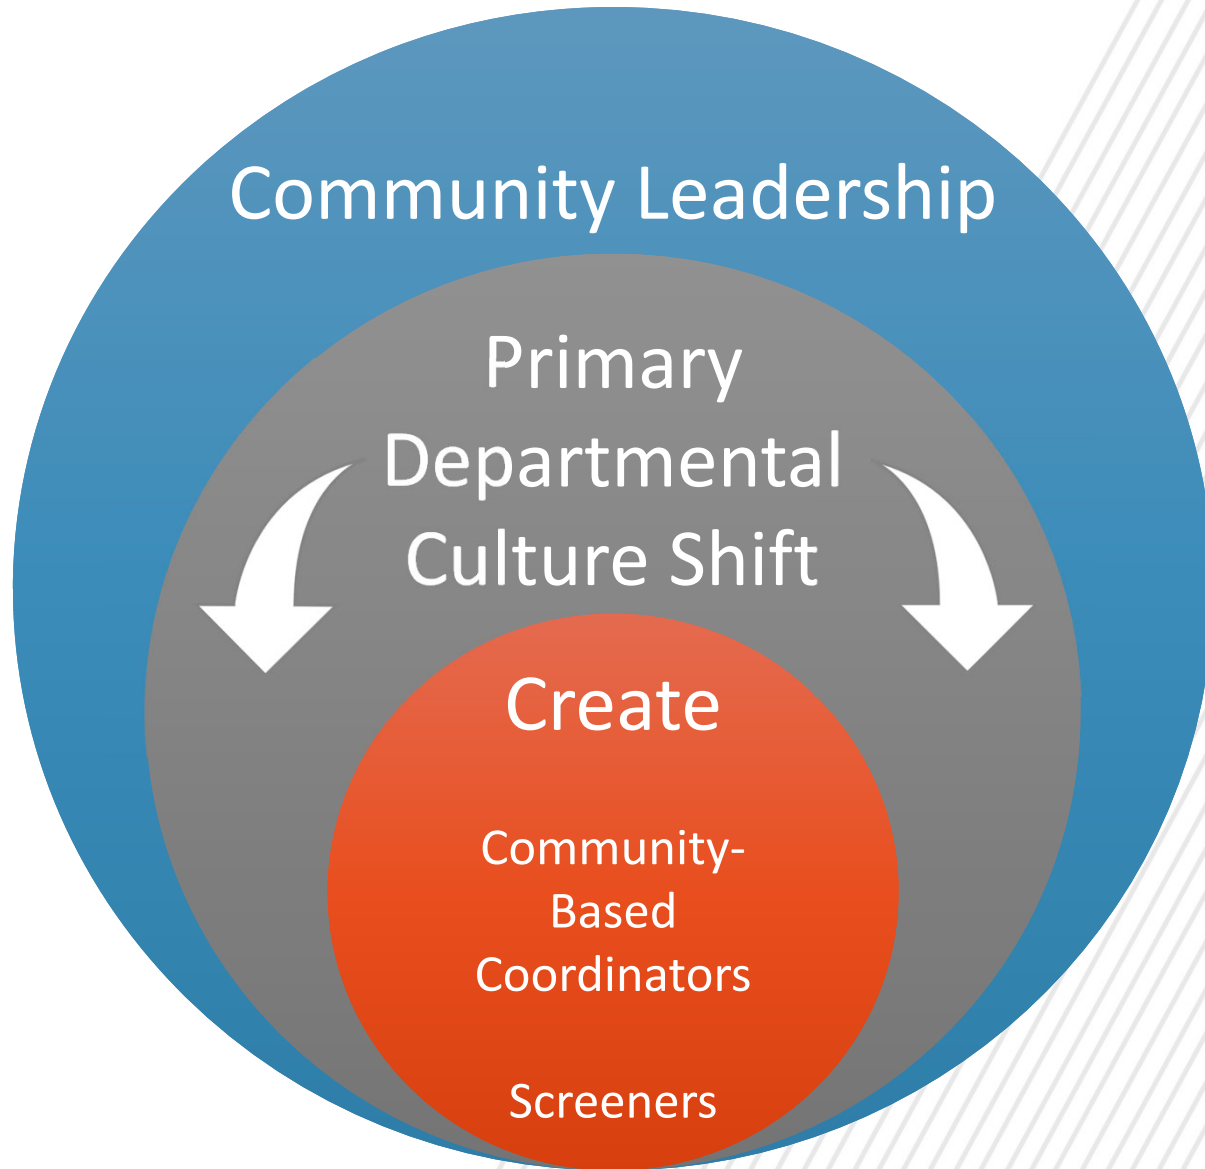 Community Leadership
Primary
Departmental
Culture Shift
Create
Community-
Based
Coordinators
Screeners